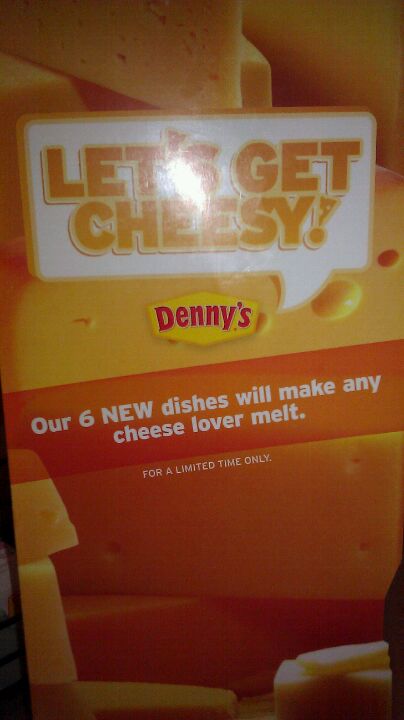 LET'S GET
CHEESY!
Denny's
Our 6 NEW dishes will make any
cheese lover melt.
FOR A LIMITED TIME ONLY.